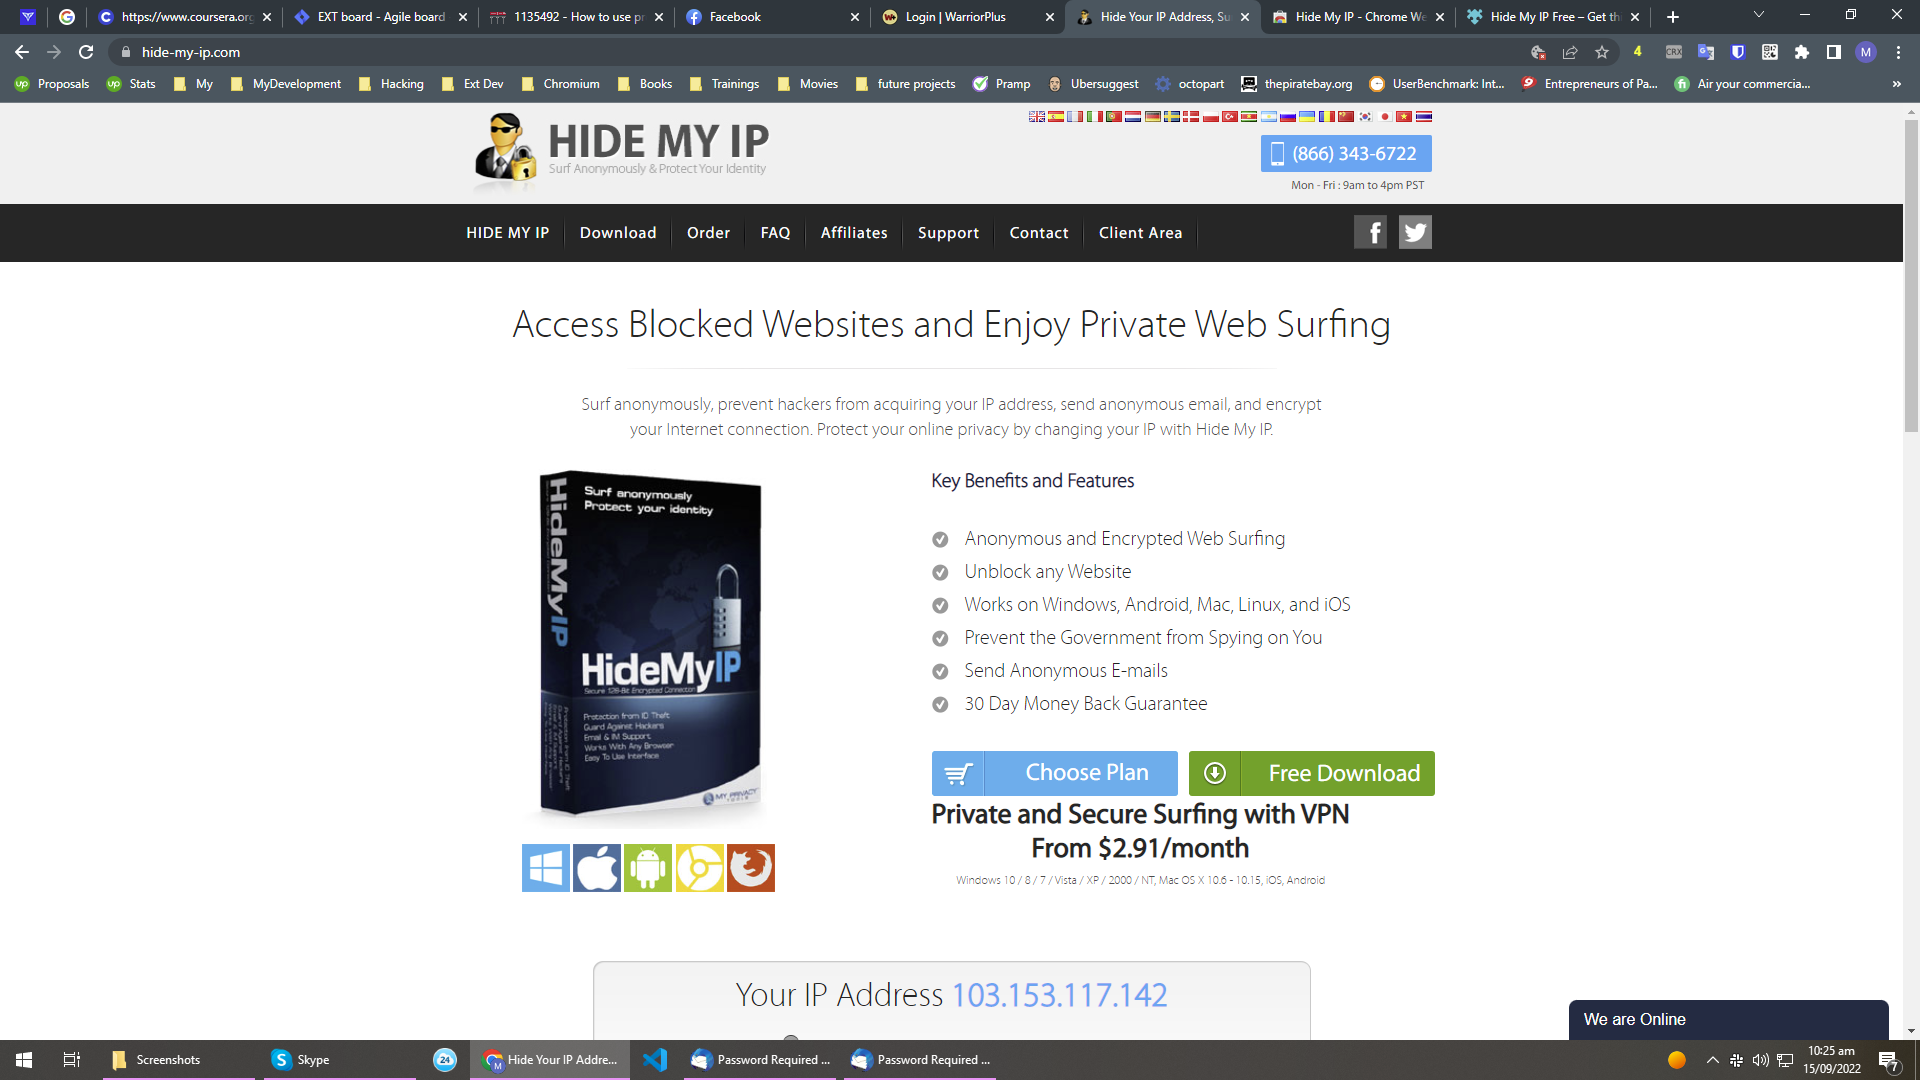 https://www.coursera.org
EXT board - Agile board
1135492 - How to use pr
Facebook
Login | WarriorPlus
Hide Your IP Address, Su
Hide My IP - Chrome We
Hide My IP Free – Get th
hide-my-ip.com
4
CRX
M
Proposals
Stats
My
MyDevelopment
Hacking
Ext Dev
Chromium
Books
Trainings
Movies
future projects
Pramp
Ubersuggest
octopart
thepiratebay.org
UserBenchmark: Int...
Entrepreneurs of Pa...
Air your commercia...
»
HIDE MY IP
Surf Anonymously & Protect Your Identity
(866) 343-6722
Mon - Fri : 9am to 4pm PST
HIDE MY IP
Download
Order
FAQ
Affiliates
Support
Contact
Client Area
Access Blocked Websites and Enjoy Private Web Surfing
Surf anonymously, prevent hackers from acquiring your IP address, send anonymous email, and encrypt
your Internet connection. Protect your online privacy by changing your IP with Hide My IP.
Surf anonymously
Protect your identity
HideMyIP
HideMyIP
Secure 128-Bit Encrypted Connection
Protection from ID Theft
Guard Against Hackers
Email & IM Support
Works With Any Browser
Easy To Use Interface
MY PRIVACY
TOOLS
Key Benefits and Features
Anonymous and Encrypted Web Surfing
Unblock any Website
Works on Windows, Android, Mac, Linux, and iOS
Prevent the Government from Spying on You
Send Anonymous E-mails
30 Day Money Back Guarantee
Choose Plan
Free Download
Private and Secure Surfing with VPN
From $2.91/month
Windows 10 / 8 / 7 / Vista / XP / 2000 / NT, Mac OS X 10.6 - 10.15, iOS, Android
Your IP Address 103.153.117.142
We are Online
Screenshots
Skype
24
Hide Your IP Addre...
Password Required ...
Password Required ...
10:25 am
15/09/2022
7